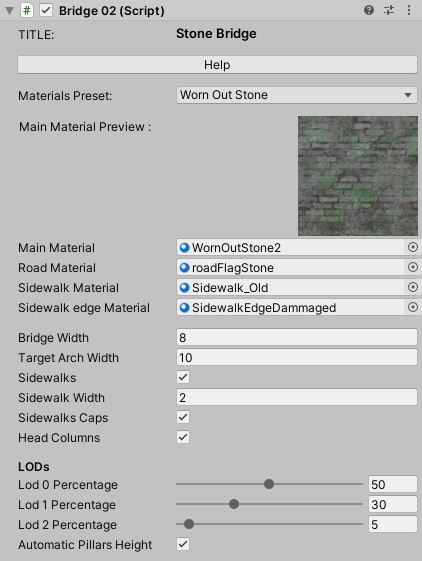 Bridge 02 (Script)
TITLE: Stone Bridge
Help
Materials Preset: Worn Out Stone
Main Material Preview :
Main Material WornOutStone2
Road Material roadFlagStone
Sidewalk Material Sidewalk_Old
Sidewalk edge Material SidewalkEdgeDammaged
Bridge Width 8
Target Arch Width 10
Sidewalks
Sidewalk Width 2
Sidewalks Caps
Head Columns
LODs
Lod 0 Percentage 50
Lod 1 Percentage 30
Lod 2 Percentage 5
Automatic Pillars Height